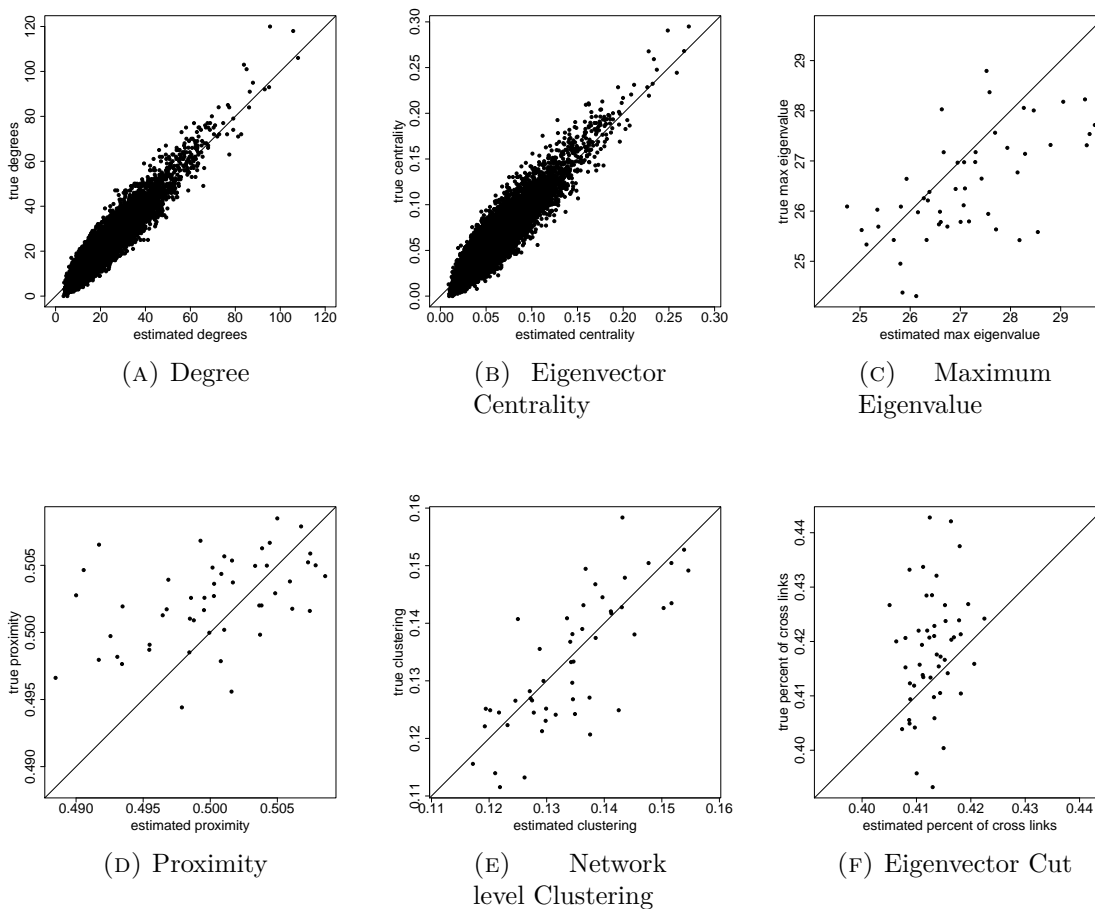 120
100
80
60
40
20
0
true degrees
0 20 40 60 80 100 120
estimated degrees
(A) Degree
0.30
0.25
0.20
0.15
0.10
0.05
0.00
true centrality
0.00 0.05 0.10 0.15 0.20 0.25 0.30
estimated centrality
(B) Eigenvector
Centrality
29
28
27
26
25
true max eigenvalue
25 26 27 28 29
estimated max eigenvalue
(C) Maximum
Eigenvalue
0.505
0.500
0.495
0.490
true proximity
0.490 0.495 0.500 0.505
estimated proximity
(D) Proximity
0.16
0.15
0.14
0.13
0.12
0.11
true clustering
0.11 0.12 0.13 0.14 0.15 0.16
estimated clustering
(E) Network
level Clustering
0.44
0.43
0.42
0.41
0.40
true percent of cross links
0.40 0.41 0.42 0.43 0.44
estimated percent of cross links
(F) Eigenvector Cut